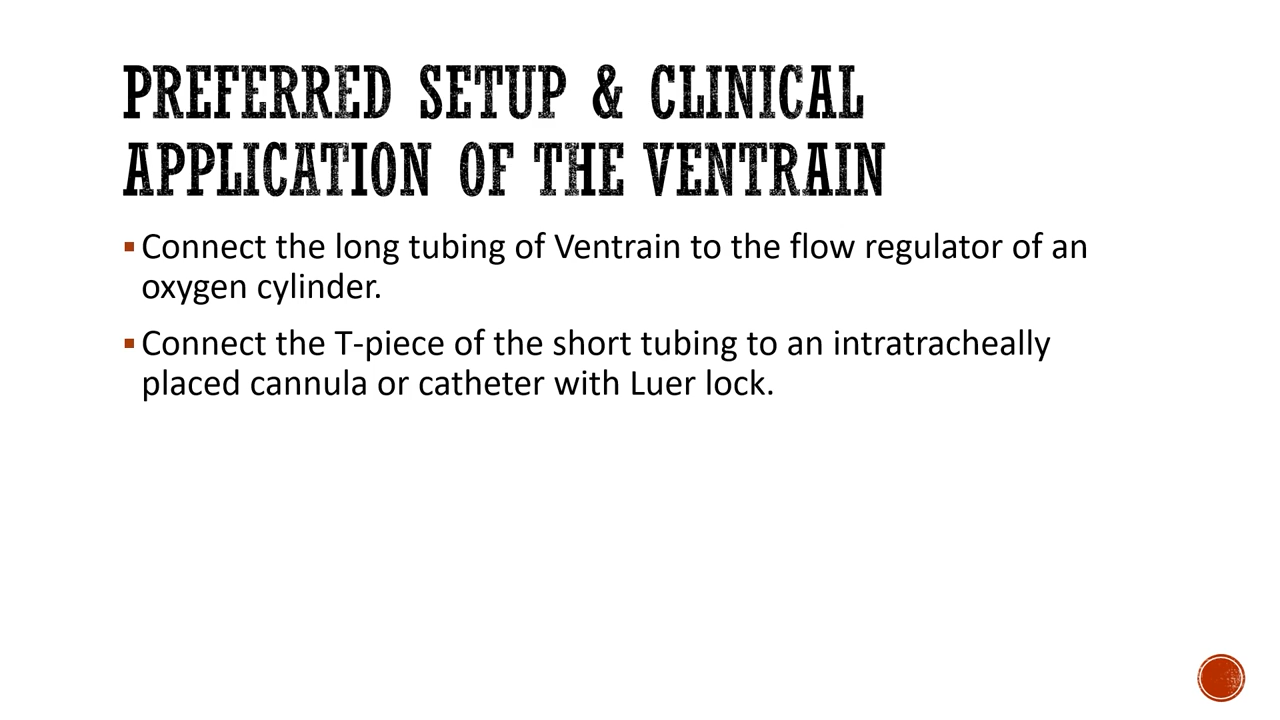 PREFERRED SETUP & CLINICAL
APPLICATION OF THE VENTRAIN
▪ Connect the long tubing of Ventrain to the flow regulator of an
oxygen cylinder.
▪ Connect the T-piece of the short tubing to an intratracheally
placed cannula or catheter with Luer lock.